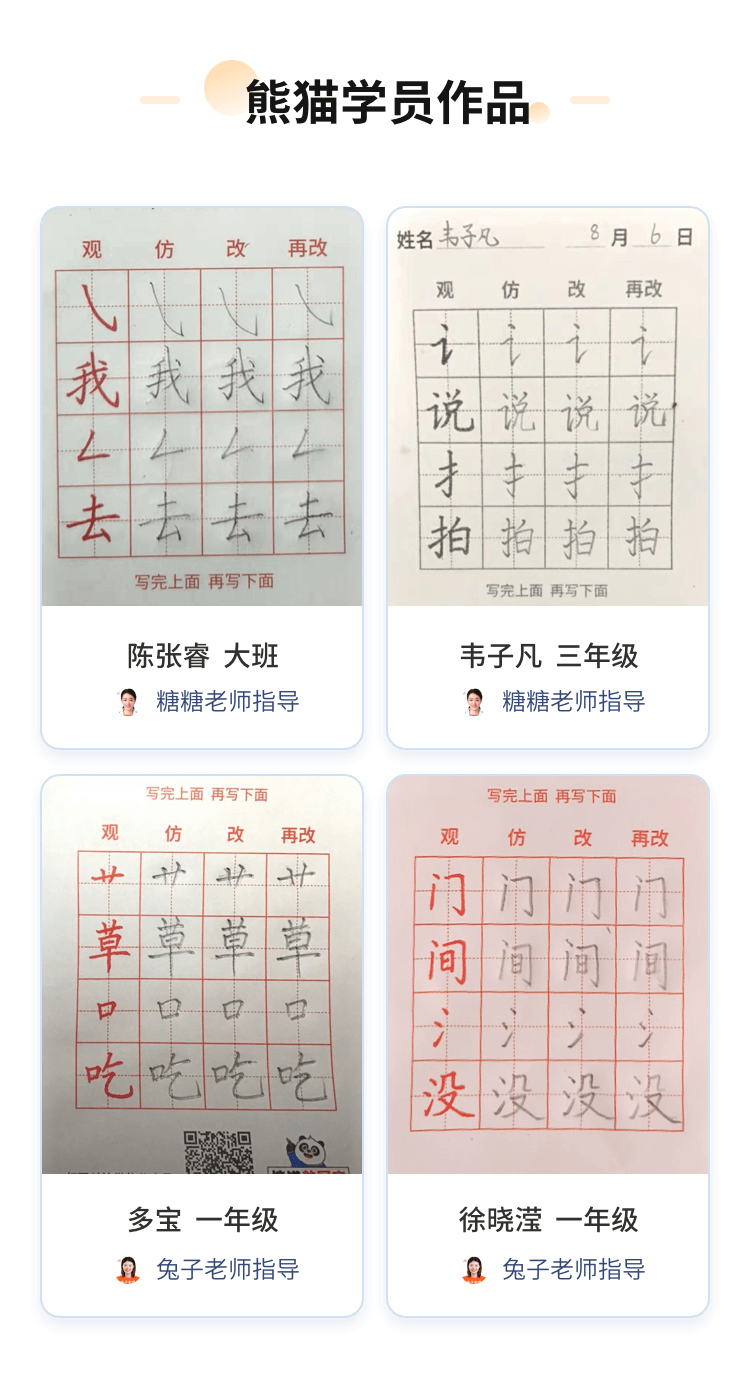 熊猫学员作品
观 仿 改 再改
㇏ ㇏ ㇏ ㇏
我 我 我 我
ㄥ ㄥ ㄥ ㄥ
去 去 去 去
写完上面 再写下面
陈张睿 大班
糖糖老师指导
姓名 韦子凡 8 月 6 日
观 仿 改 再改
讠 讠 讠 讠
说 说 说 说
扌 扌 扌 扌
拍 拍 拍 拍
写完上面 再写下面
韦子凡 三年级
糖糖老师指导
写完上面 再写下面
观 仿 改 再改
艹 艹 艹 艹
草 草 草 草
口 口 口 口
吃 吃 吃 吃
多宝 一年级
兔子老师指导
写完上面 再写下面
观 仿 改 再改
门 门 门 门
间 间 间 间
氵 氵 氵 氵
没 没 没 没
徐晓滢 一年级
兔子老师指导